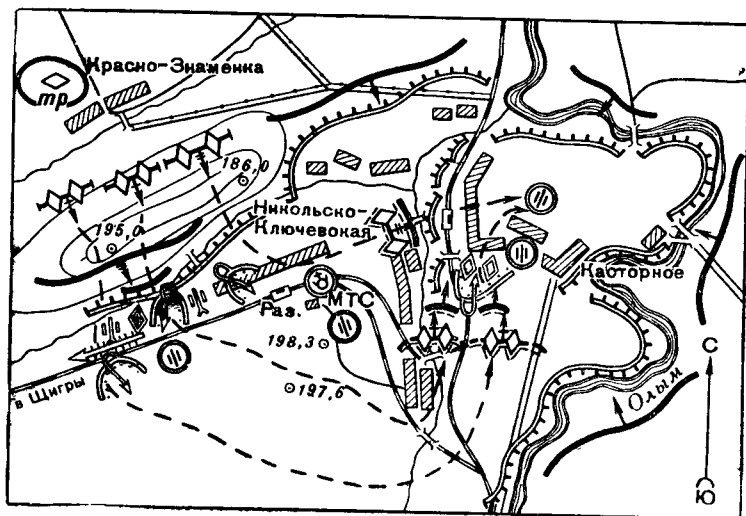 Красно-Знаменка
тр.
186,0
195,0
Никольско-
Ключевокая
Касторное
Раз.
МТС
198,3
197,6
в Щигры
Олым
С
Ю